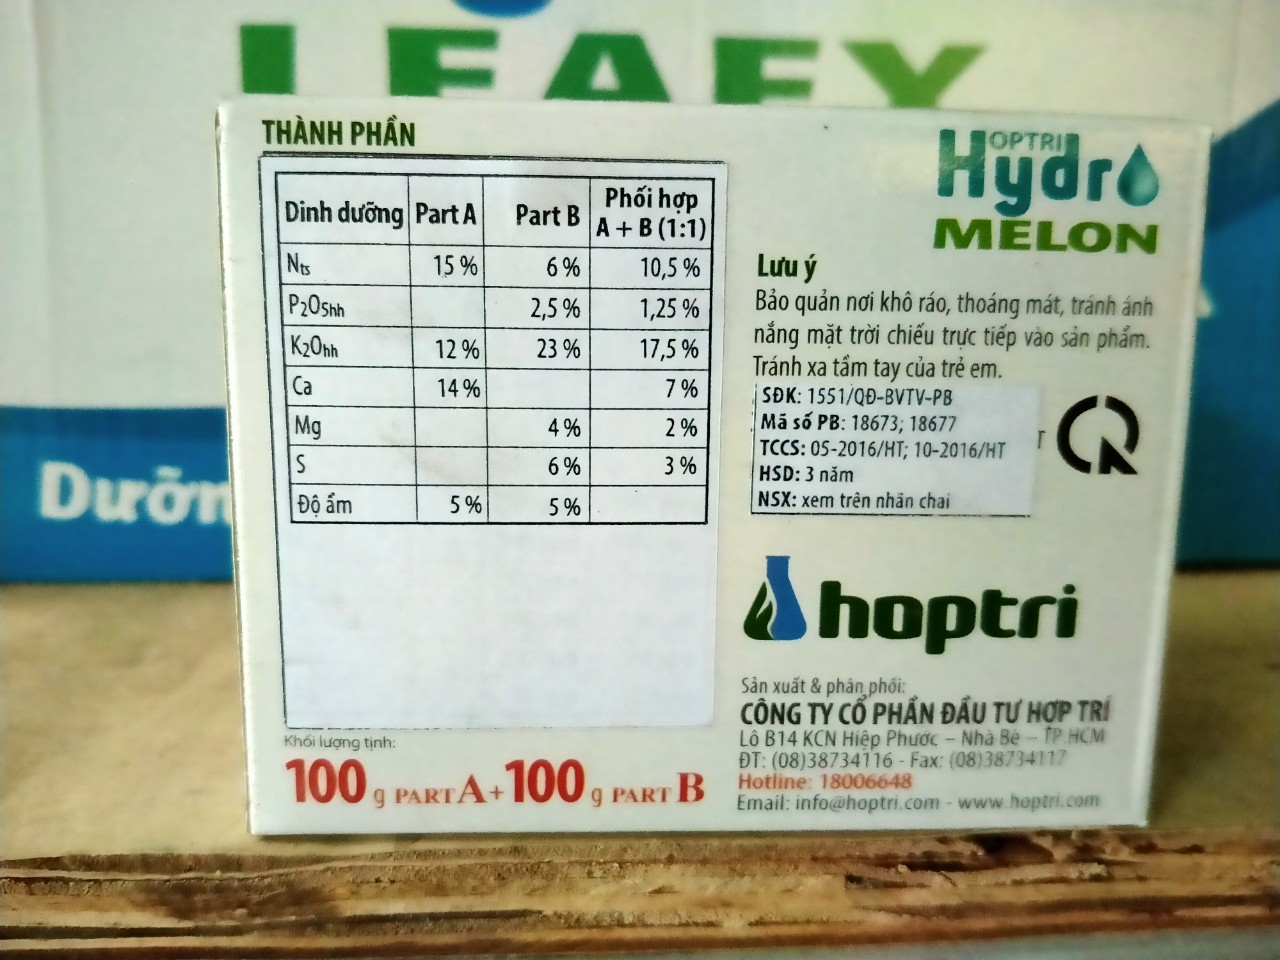 LEAFY
THÀNH PHẦN
Dinh dưỡng Part A Part B Phối hợp A + B (1:1)
Nts 15 % 6 % 10,5 %
P2O5hh 2,5 % 1,25 %
K2Ohh 12 % 23 % 17,5 %
Ca 14 % 7 %
Mg 4 % 2 %
S 6 % 3 %
Độ ẩm 5 % 5 %
Khối lượng tịnh:
100 g PART A + 100 g PART B
OPTRI
Hydro
MELON
Lưu ý
Bảo quản nơi khô ráo, thoáng mát, tránh ánh
nắng mặt trời chiếu trực tiếp vào sản phẩm.
Tránh xa tầm tay của trẻ em.
SĐK: 1551/QĐ-BVTV-PB
Mã số PB: 18673; 18677
TCCS: 05-2016/HT; 10-2016/HT
HSD: 3 năm
NSX: xem trên nhãn chai
hoptri
Sản xuất & phân phối:
CÔNG TY CỔ PHẦN ĐẦU TƯ HỢP TRÍ
Lô B14 KCN Hiệp Phước – Nhà Bè – TP.HCM
ĐT: (08)38734116 - Fax: (08)38734117
Hotline: 18006648
Email: info@hoptri.com - www.hoptri.com
Dưỡn